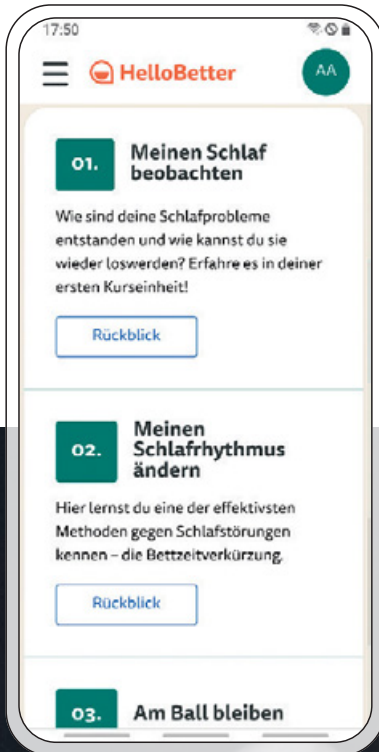 17:50
HelloBetter
AA
01.
Meinen Schlaf
beobachten
Wie sind deine Schlafprobleme
entstanden und wie kannst du sie
wieder loswerden? Erfahre es in deiner
ersten Kurseinheit!
Rückblick
02.
Meinen
Schlafrhythmus
ändern
Hier lernst du eine der effektivsten
Methoden gegen Schlafstörungen
kennen – die Bettzeitverkürzung.
Rückblick
03.
Am Ball bleiben